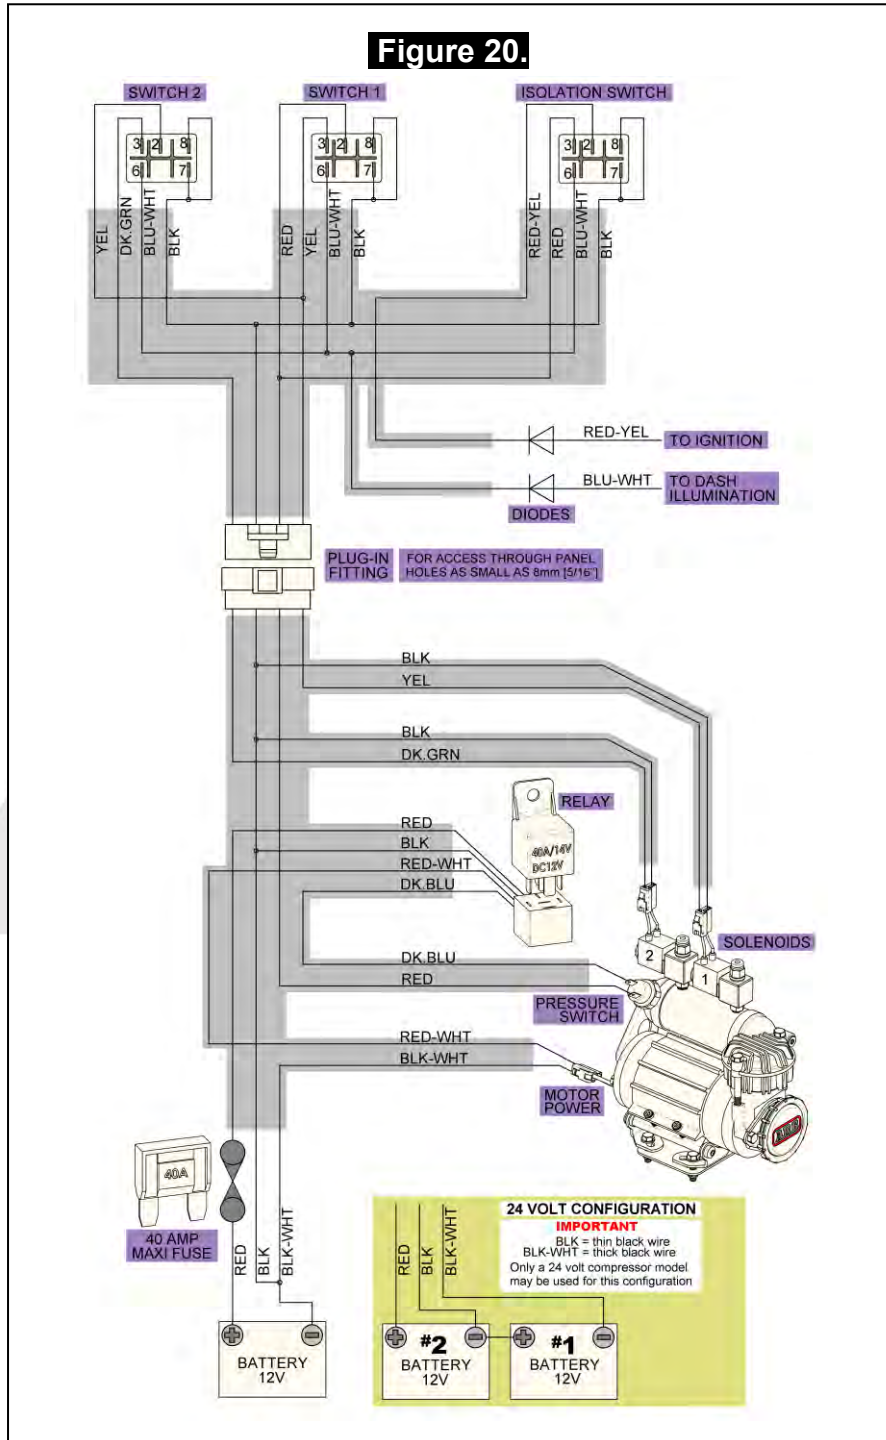 Figure 20.
SWITCH 2
SWITCH 1
ISOLATION SWITCH
3 2 8
6 7
3 2 8
6 7
3 2 8
6 7
YEL
DK.GRN
BLU-WHT
BLK
RED
YEL
BLU-WHT
BLK
RED-YEL
RED
BLU-WHT
BLK
RED-YEL
TO IGNITION
BLU-WHT
TO DASH
ILLUMINATION
DIODES
PLUG-IN
FITTING
FOR ACCESS THROUGH PANEL
HOLES AS SMALL AS 8mm [5/16"]
BLK
YEL
BLK
DK.GRN
RELAY
40A/14V
DC12V
RED
BLK
RED-WHT
DK.BLU
SOLENOIDS
2
1
DK.BLU
RED
PRESSURE
SWITCH
RED-WHT
BLK-WHT
MOTOR
POWER
40A
40 AMP
MAXI FUSE
RED
BLK
BLK-WHT
BATTERY
12V
24 VOLT CONFIGURATION
IMPORTANT
BLK = thin black wire
BLK-WHT = thick black wire
Only a 24 volt compressor model
may be used for this configuration
RED
BLK
BLK-WHT
#2
BATTERY
12V
#1
BATTERY
12V